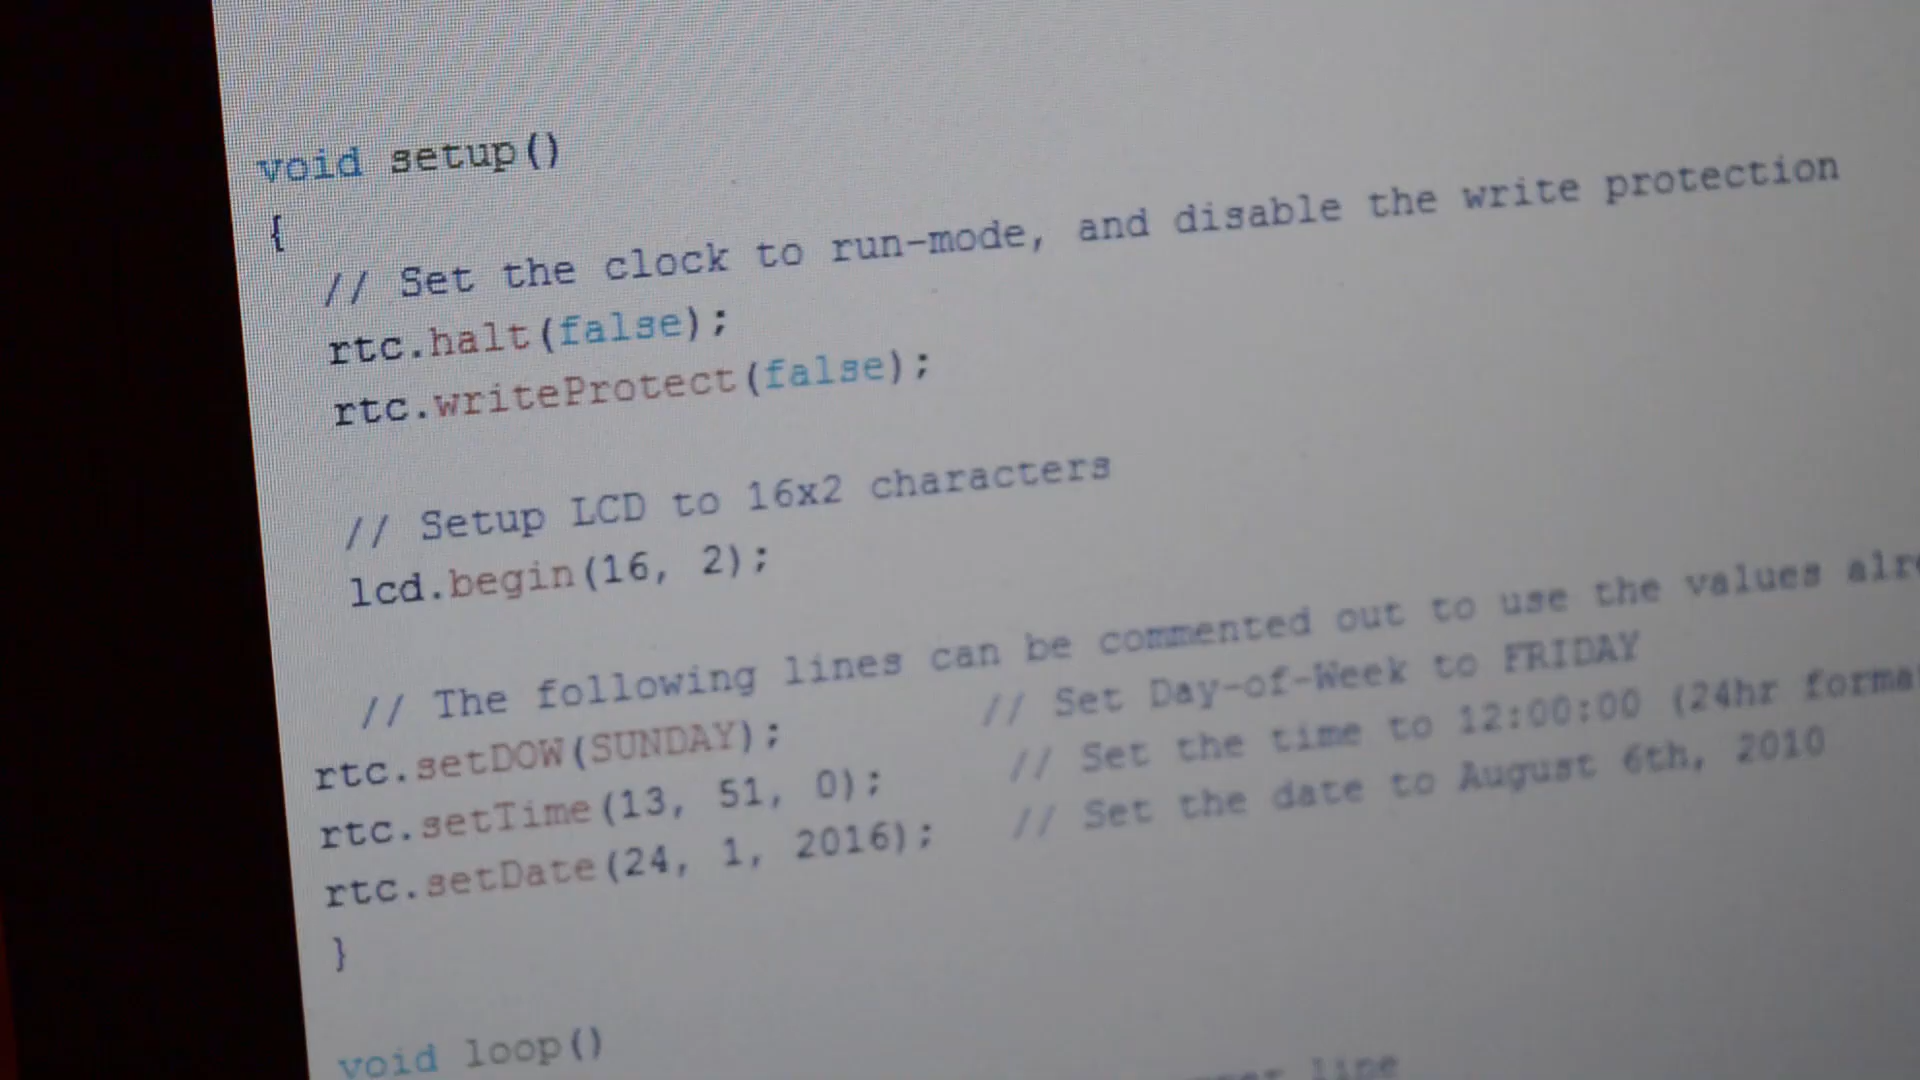 void setup()
{
// Set the clock to run-mode, and disable the write protection
rtc.halt(false);
rtc.writeProtect(false);
// Setup LCD to 16x2 characters
lcd.begin(16, 2);
// The following lines can be commented out to use the values
rtc.setDOW(SUNDAY); // Set Day-of-Week to FRIDAY
rtc.setTime(13, 51, 0); // Set the time to 12:00:00 (24hr
rtc.setDate(24, 1, 2016); // Set the date to August 6th, 2010
}
void loop()
line